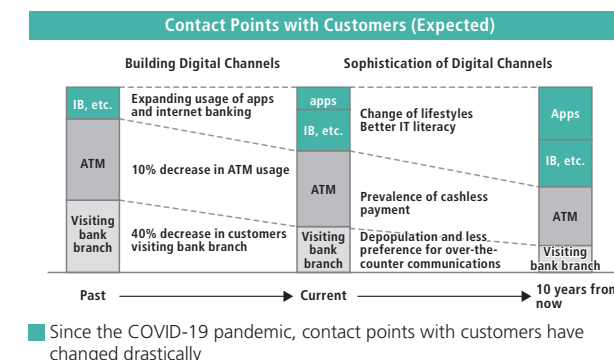 Contact Points with Customers (Expected)
Building Digital Channels
Sophistication of Digital Channels
IB, etc.
ATM
Visiting
bank
branch
Expanding usage of apps
and internet banking
10% decrease in ATM usage
40% decrease in customers
visiting bank branch
apps
IB, etc.
ATM
Visiting
bank
branch
Change of lifestyles
Better IT literacy
Prevalence of cashless
payment
Depopulation and less
preference for over-the-
counter communications
Apps
IB, etc.
ATM
Visiting
bank branch
Past
Current
10 years from
now
Since the COVID-19 pandemic, contact points with customers have
changed drastically